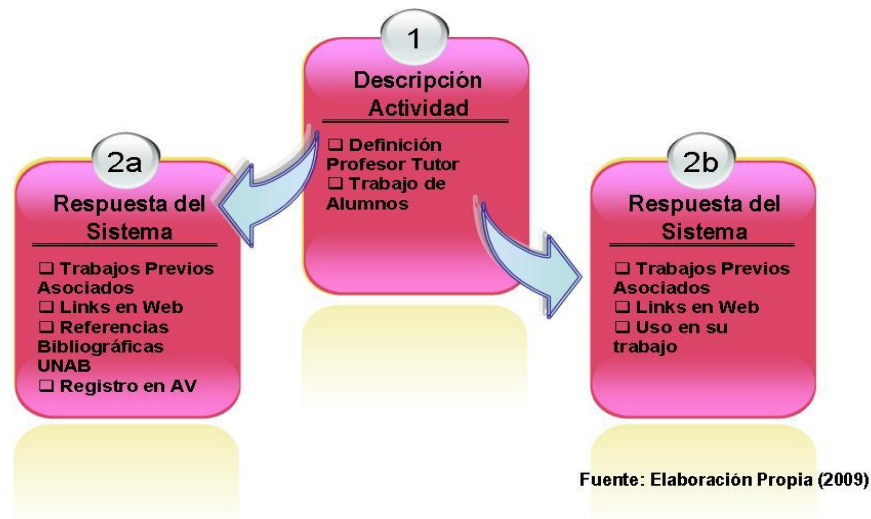 1
Descripción
Actividad
❑ Definición
Profesor Tutor
❑ Trabajo de
Alumnos
2a
Respuesta del
Sistema
❑ Trabajos Previos
Asociados
❑ Links en Web
❑ Referencias
Bibliográficas
UNAB
❑ Registro en AV
2b
Respuesta del
Sistema
❑ Trabajos Previos
Asociados
❑ Links en Web
❑ Uso en su
trabajo
Fuente: Elaboración Propia (2009)